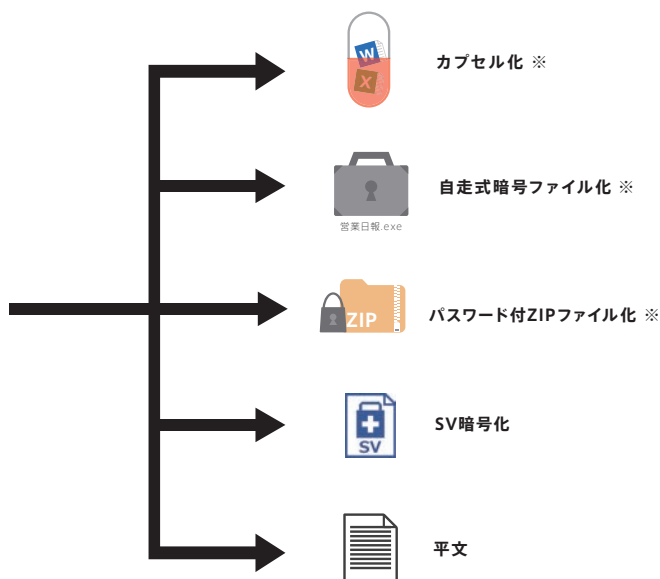 W
X
カプセル化 ※
自走式暗号ファイル化 ※
営業日報.exe
ZIP
パスワード付ZIPファイル化 ※
SV
SV暗号化
平文